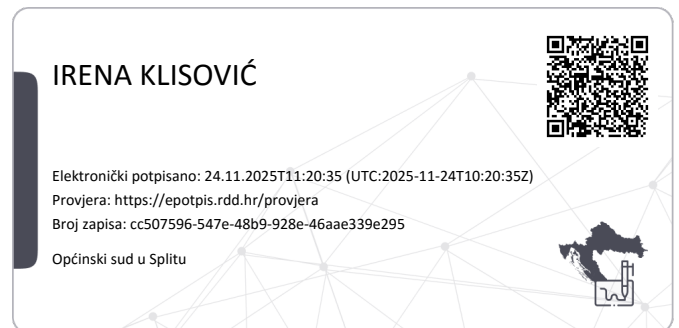 IRENA KLISOVIĆ
Elektronički potpisano: 24.11.2025T11:20:35 (UTC:2025-11-24T10:20:35Z)
Provjera: https://epotpis.rdd.hr/provjera
Broj zapisa: cc507596-547e-48b9-928e-46aae339e295
Općinski sud u Splitu